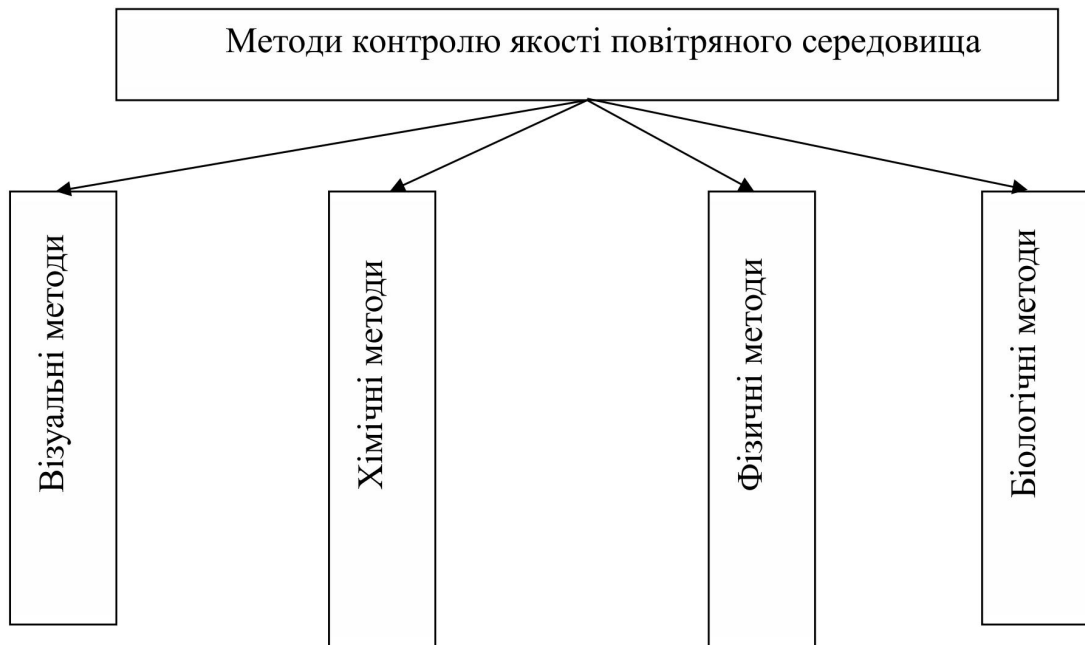 Методи контролю якості повітряного середовища
Візуальні методи
Хімічні методи
Фізичні методи
Біологічні методи